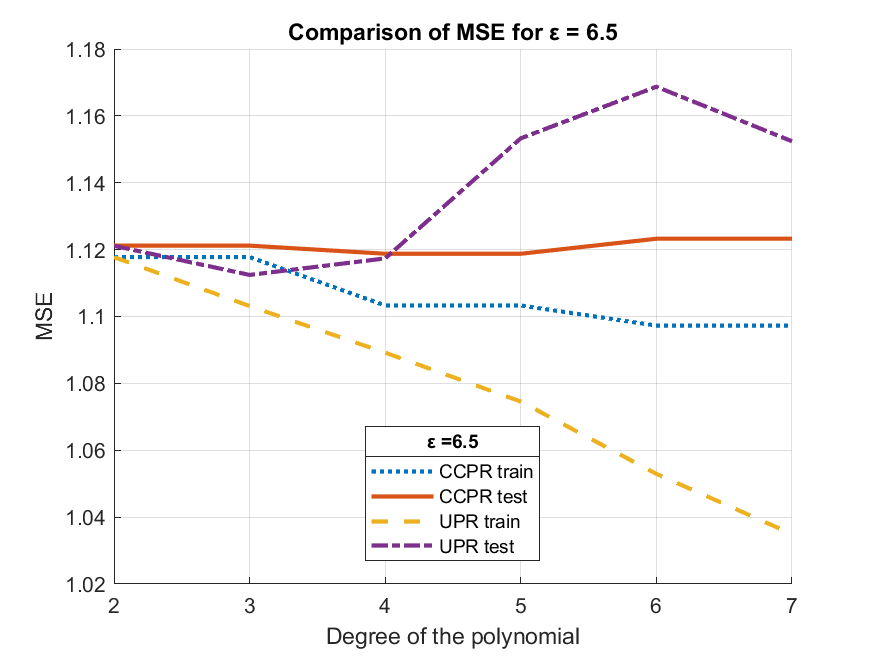 Comparison of MSE for ε = 6.5
1.18
1.16
1.14
1.12
1.1
1.08
1.06
1.04
1.02
MSE
2
3
4
5
6
7
Degree of the polynomial
ε =6.5
CCPR train
CCPR test
UPR train
UPR test